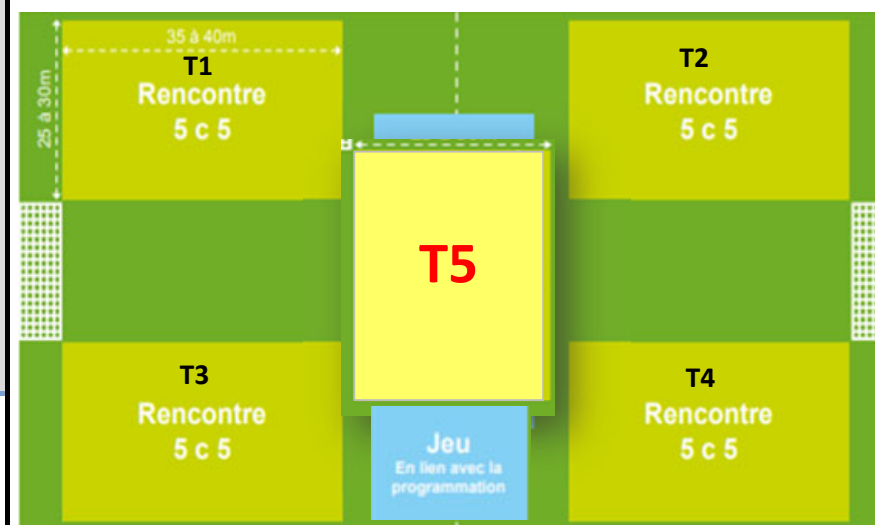 35 à 40m
25 à 30m
T1
Rencontre
5 c 5
T2
Rencontre
5 c 5
T5
T3
Rencontre
5 c 5
T4
Rencontre
5 c 5
Jeu
En lien avec la
programmation